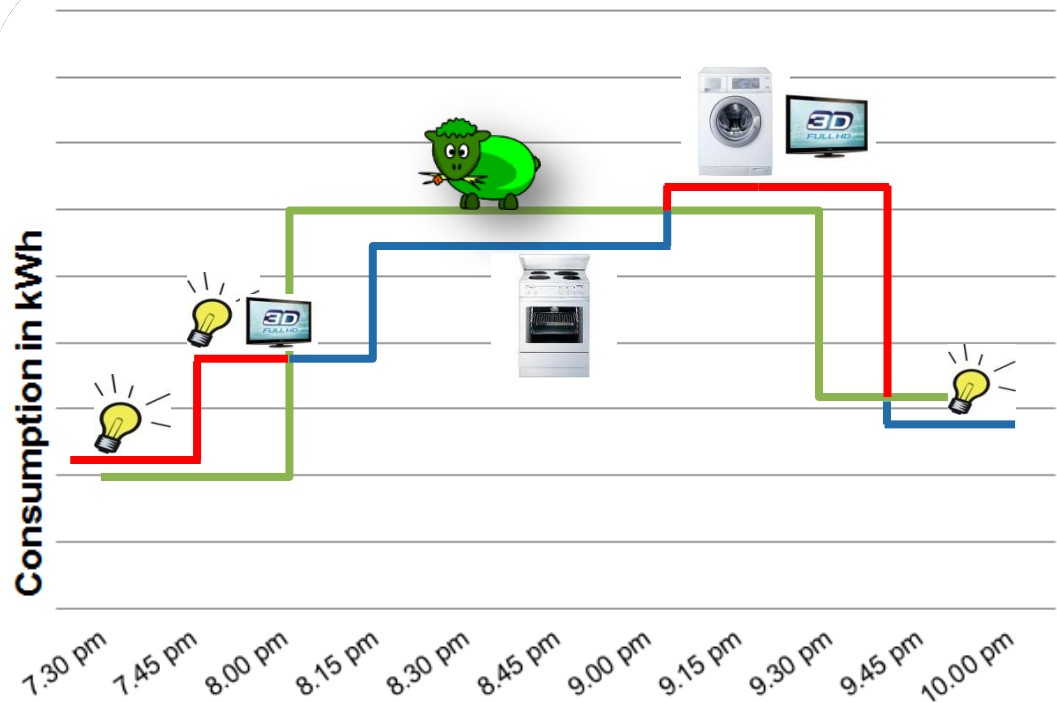 3D
FULL HD
3D
FULL HD
Consumption in kWh
7.30 pm
7.45 pm
8.00 pm
8.15 pm
8.30 pm
8.45 pm
9.00 pm
9.15 pm
9.30 pm
9.45 pm
10.00 pm